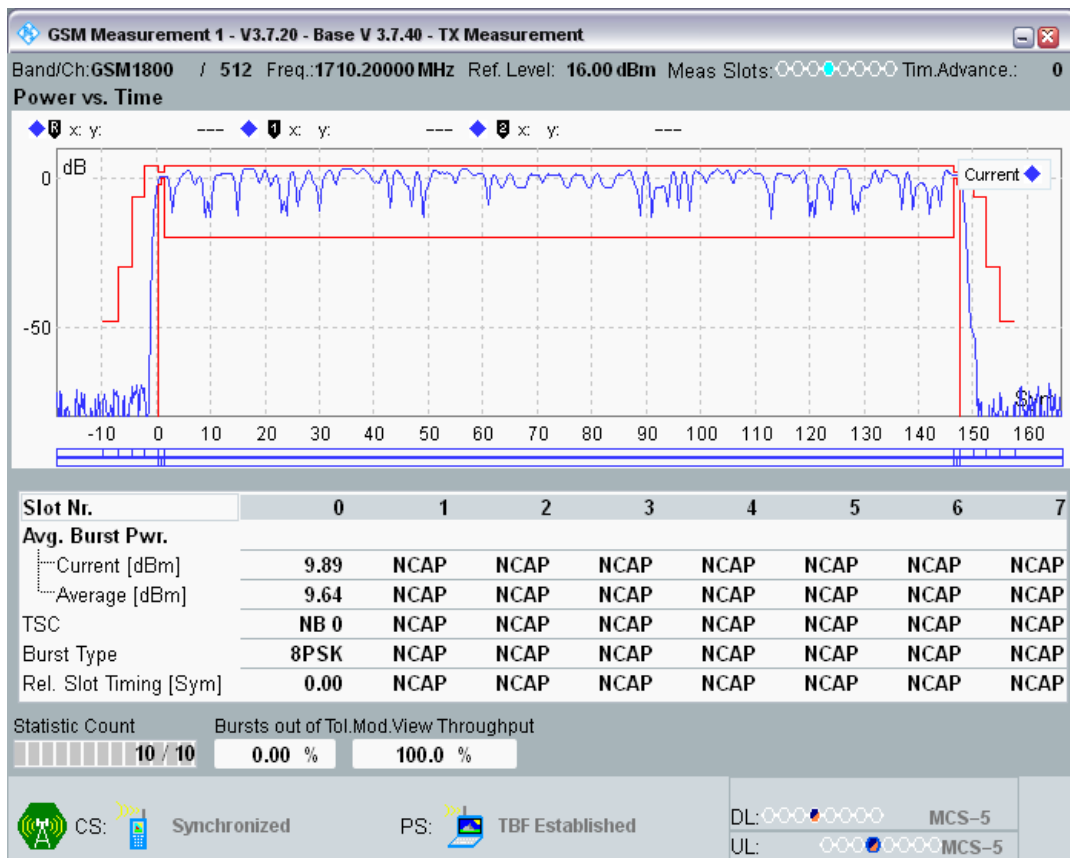 GSM Measurement 1 - V3.7.20 - Base V 3.7.40 - TX Measurement
Band/Ch:GSM1800 / 512 Freq.:1710.20000 MHz Ref. Level: 16.00 dBm Meas Slots: Tim.Advance.: 0
Power vs. Time
R x: y: --- 1 x: y: --- 2 x: y: ---
dB
Current
0
-50
Sym
-10 0 10 20 30 40 50 60 70 80 90 100 110 120 130 140 150 160
Slot Nr. 0 1 2 3 4 5 6 7
Avg. Burst Pwr.
Current [dBm] 9.89 NCAP NCAP NCAP NCAP NCAP NCAP NCAP
Average [dBm] 9.64 NCAP NCAP NCAP NCAP NCAP NCAP NCAP
TSC NB 0 NCAP NCAP NCAP NCAP NCAP NCAP NCAP
Burst Type 8PSK NCAP NCAP NCAP NCAP NCAP NCAP NCAP
Rel. Slot Timing [Sym] 0.00 NCAP NCAP NCAP NCAP NCAP NCAP NCAP
Statistic Count Bursts out of Tol. Mod.View Throughput
10 / 10 0.00 % 100.0 %
CS: Synchronized PS: TBF Established
DL: MCS-5
UL: MCS-5